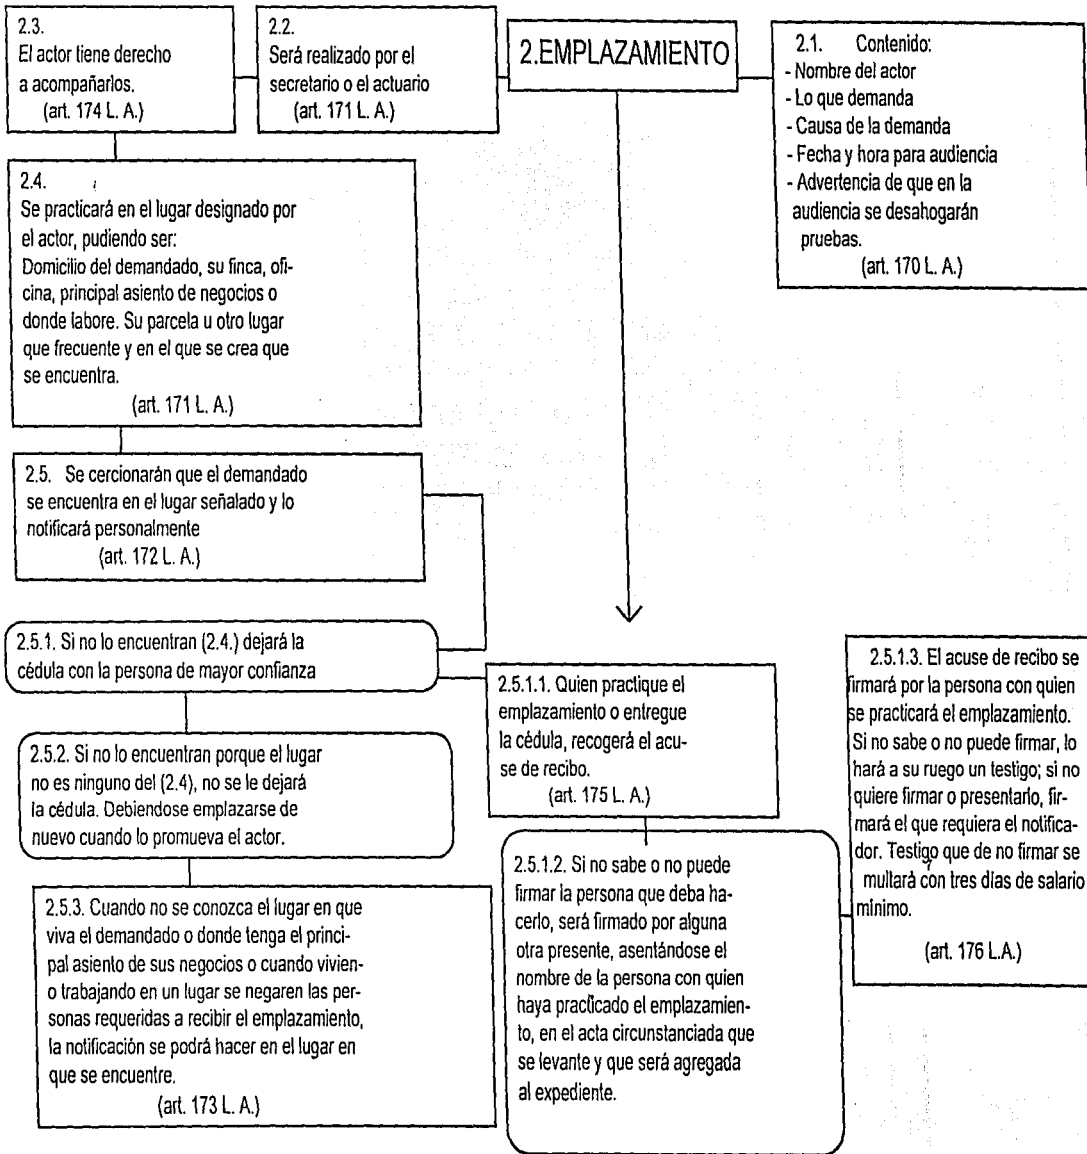 2.EMPLAZAMIENTO
2.1. Contenido:
- Nombre del actor
- Lo que demanda
- Causa de la demanda
- Fecha y hora para audiencia
- Advertencia de que en la
audiencia se desahogarán
pruebas.
(art. 170 L. A.)
2.2.
Será realizado por el
secretario o el actuario
(art. 171 L. A.)
2.3.
El actor tiene derecho
a acompañarlos.
(art. 174 L. A.)
2.4.
Se practicará en el lugar designado por
el actor, pudiendo ser:
Domicilio del demandado, su finca, ofi-
cina, principal asiento de negocios o
donde labore. Su parcela u otro lugar
que frecuente y en el que se crea que
se encuentra.
(art. 171 L. A.)
2.5. Se cercionarán que el demandado
se encuentra en el lugar señalado y lo
notificará personalmente
(art. 172 L. A.)
2.5.1. Si no lo encuentran (2.4.) dejará la
cédula con la persona de mayor confianza
2.5.2. Si no lo encuentran porque el lugar
no es ninguno del (2.4), no se le dejará
la cédula. Debiendose emplazarse de
nuevo cuando lo promueva el actor.
2.5.3. Cuando no se conozca el lugar en que
viva el demandado o donde tenga el princi-
pal asiento de sus negocios o cuando vivien-
o trabajando en un lugar se negaren las per-
sonas requeridas a recibir el emplazamiento,
la notificación se podrá hacer en el lugar en
que se encuentre.
(art. 173 L. A.)
2.5.1.1. Quien practique el
emplazamiento o entregue
la cédula, recogerá el acu-
se de recibo.
(art. 175 L. A.)
2.5.1.2. Si no sabe o no puede
firmar la persona que deba ha-
cerlo, será firmado por alguna
otra presente, asentándose el
nombre de la persona con quien
haya practicado el emplazamien-
to, en el acta circunstanciada que
se levante y que será agregada
al expediente.
2.5.1.3. El acuse de recibo se
firmará por la persona con quien
se practicará el emplazamiento.
Si no sabe o no puede firmar, lo
hará a su ruego un testigo; si no
quiere firmar o presentarlo, fir-
mará el que requiera el notifica-
dor. Testigo que de no firmar se
multará con tres días de salario
mínimo.
(art. 176 L.A.)